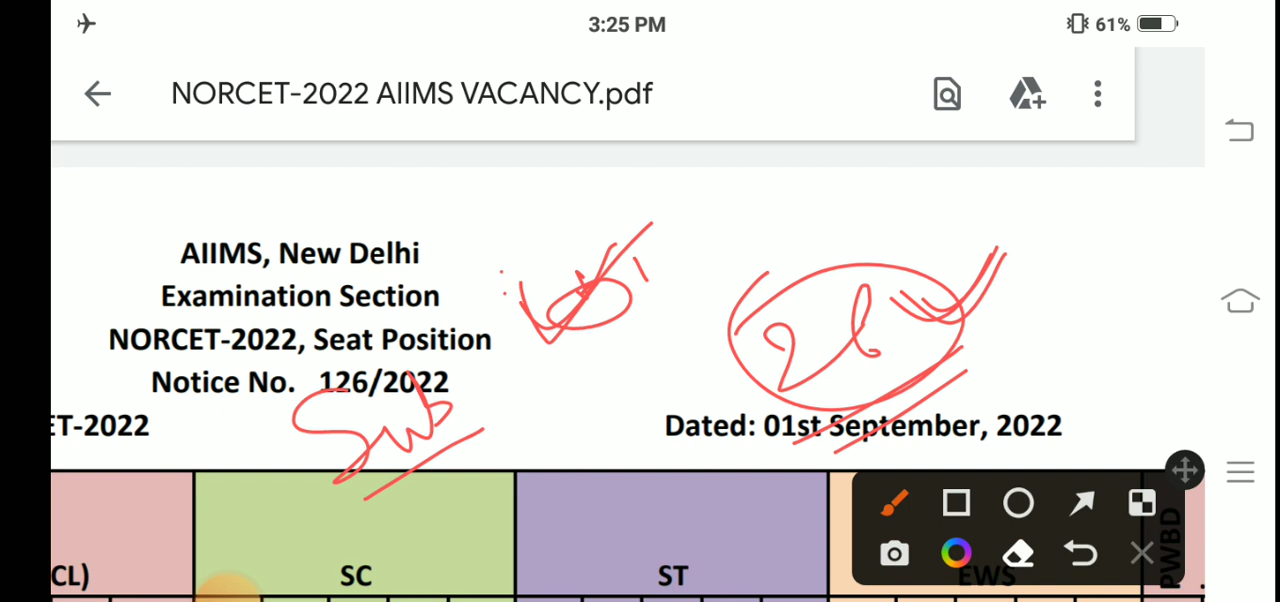 3:25 PM
61%
NORCET-2022 AIIMS VACANCY.pdf
AIIMS, New Delhi
Examination Section
NORCET-2022, Seat Position
Notice No. 126/2022
ET-2022
Dated: 01st September, 2022
Sub
CL)
SC
ST
EWS
PWBD